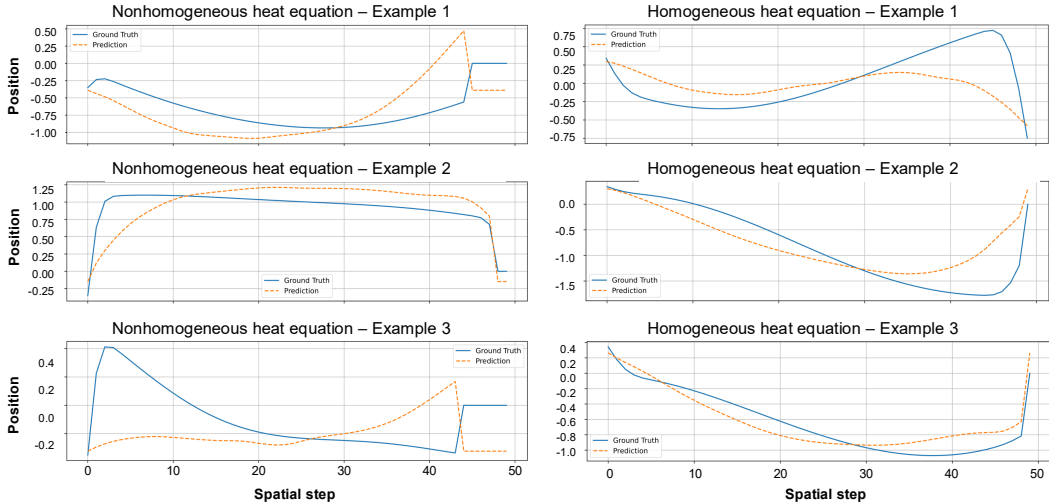 Nonhomogeneous heat equation – Example 1
Position
0.50
0.25
0.00
-0.25
-0.50
-0.75
-1.00
Ground Truth
Prediction
Homogeneous heat equation – Example 1
0.75
0.50
0.25
0.00
-0.25
-0.50
-0.75
Ground Truth
Prediction
Nonhomogeneous heat equation – Example 2
Position
1.25
1.00
0.75
0.50
0.25
0.00
-0.25
Ground Truth
Prediction
Homogeneous heat equation – Example 2
0.0
-0.5
-1.0
-1.5
Ground Truth
Prediction
Nonhomogeneous heat equation – Example 3
Position
0.4
0.2
0.0
-0.2
Ground Truth
Prediction
0 10 20 30 40 50
Spatial step
Homogeneous heat equation – Example 3
0.4
0.2
0.0
-0.2
-0.4
-0.6
-0.8
-1.0
Ground Truth
Prediction
0 10 20 30 40 50
Spatial step